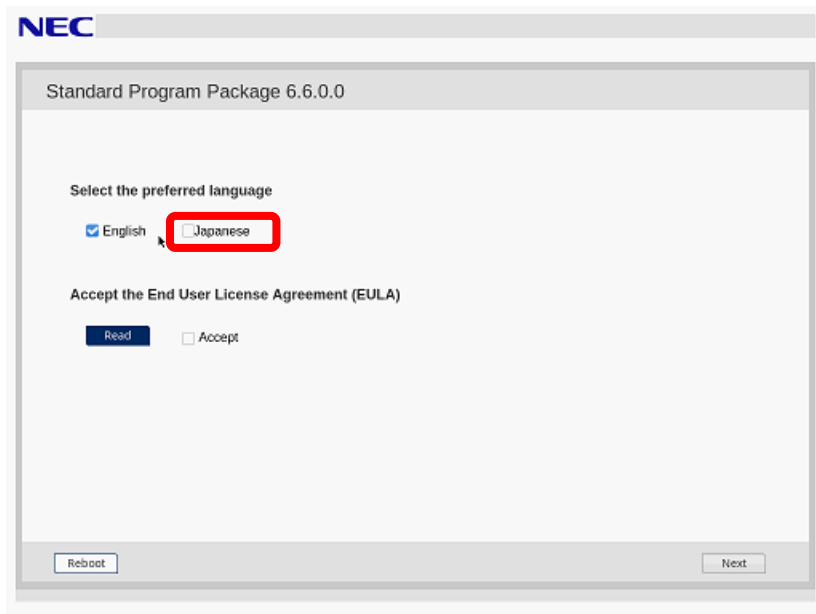 NEC
Standard Program Package 6.6.0.0
Select the preferred language
English Japanese
Accept the End User License Agreement (EULA)
Read Accept
Reboot Next